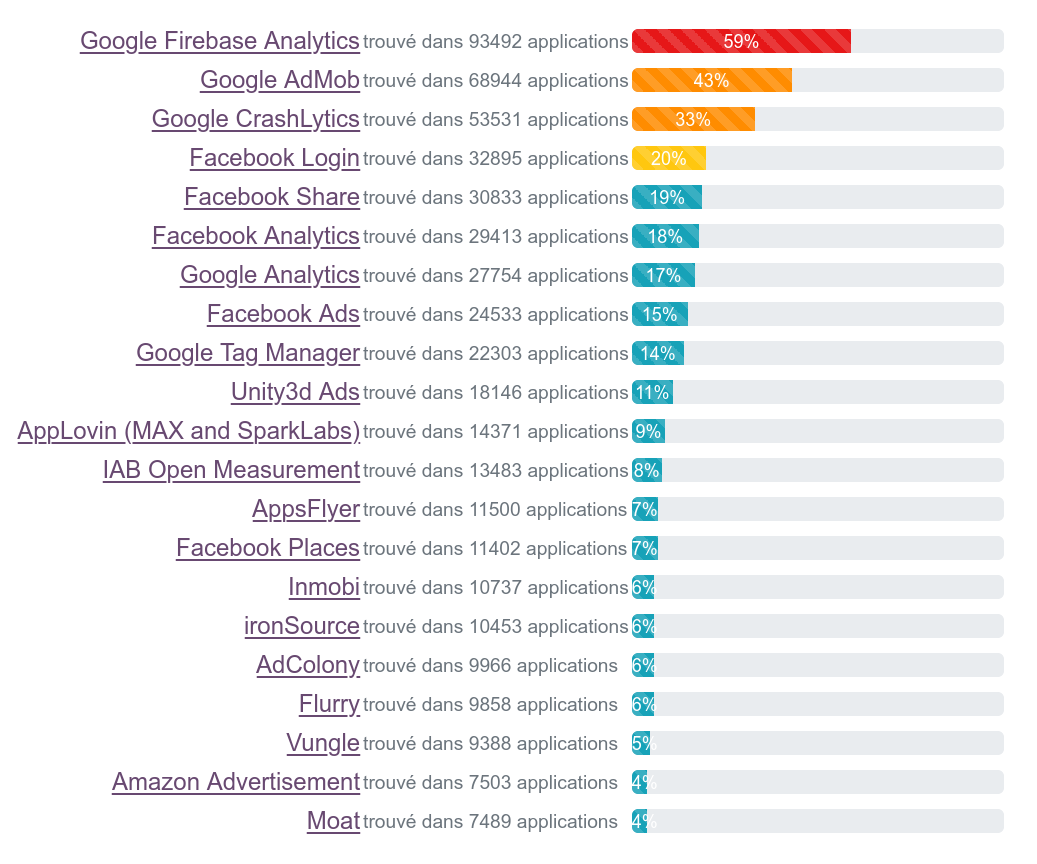 Google Firebase Analytics trouvé dans 93492 applications 59%
Google AdMob trouvé dans 68944 applications 43%
Google CrashLytics trouvé dans 53531 applications 33%
Facebook Login trouvé dans 32895 applications 20%
Facebook Share trouvé dans 30833 applications 19%
Facebook Analytics trouvé dans 29413 applications 18%
Google Analytics trouvé dans 27754 applications 17%
Facebook Ads trouvé dans 24533 applications 15%
Google Tag Manager trouvé dans 22303 applications 14%
Unity3d Ads trouvé dans 18146 applications 11%
AppLovin (MAX and SparkLabs) trouvé dans 14371 applications 9%
IAB Open Measurement trouvé dans 13483 applications 8%
AppsFlyer trouvé dans 11500 applications 7%
Facebook Places trouvé dans 11402 applications 7%
Inmobi trouvé dans 10737 applications 6%
ironSource trouvé dans 10453 applications 6%
AdColony trouvé dans 9966 applications 6%
Flurry trouvé dans 9858 applications 6%
Vungle trouvé dans 9388 applications 5%
Amazon Advertisement trouvé dans 7503 applications 4%
Moat trouvé dans 7489 applications 4%